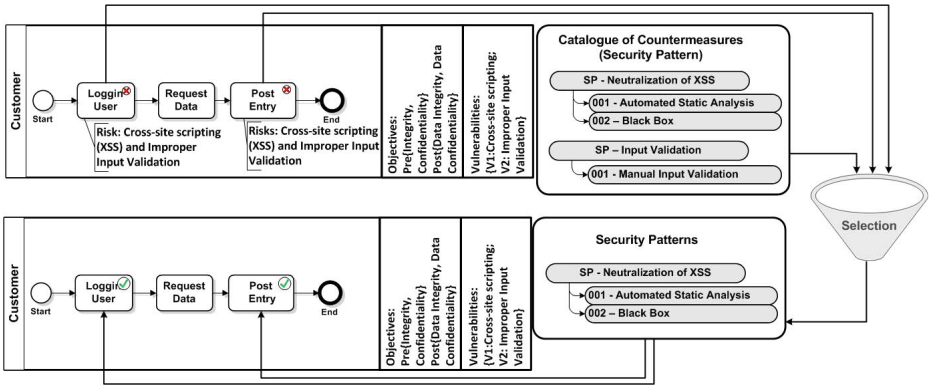 Customer
Start
Loggin
User
Request
Data
Post
Entry
End
Risk: Cross-site scripting
(XSS) and Improper
Input Validation
Risks: Cross-site scripting
(XSS) and Improper Input
Validation
Objectives:
Pre{Integrity,
Confidentiality}
Post{Data Integrity, Data
Confidentiality}
Vulnerabilities:
{V1:Cross-site scripting;
V2: Improper Input
Validation}
Catalogue of Countermeasures
(Security Pattern)
SP - Neutralization of XSS
001 - Automated Static Analysis
002 – Black Box
SP – Input Validation
001 - Manual Input Validation
Selection
Customer
Start
Loggin
User
Request
Data
Post
Entry
End
Objectives:
Pre{Integrity,
Confidentiality}
Post{Data Integrity, Data
Confidentiality}
Vulnerabilities:
{V1:Cross-site scripting;
V2: Improper Input
Validation}
Security Patterns
SP - Neutralization of XSS
001 - Automated Static Analysis
002 – Black Box